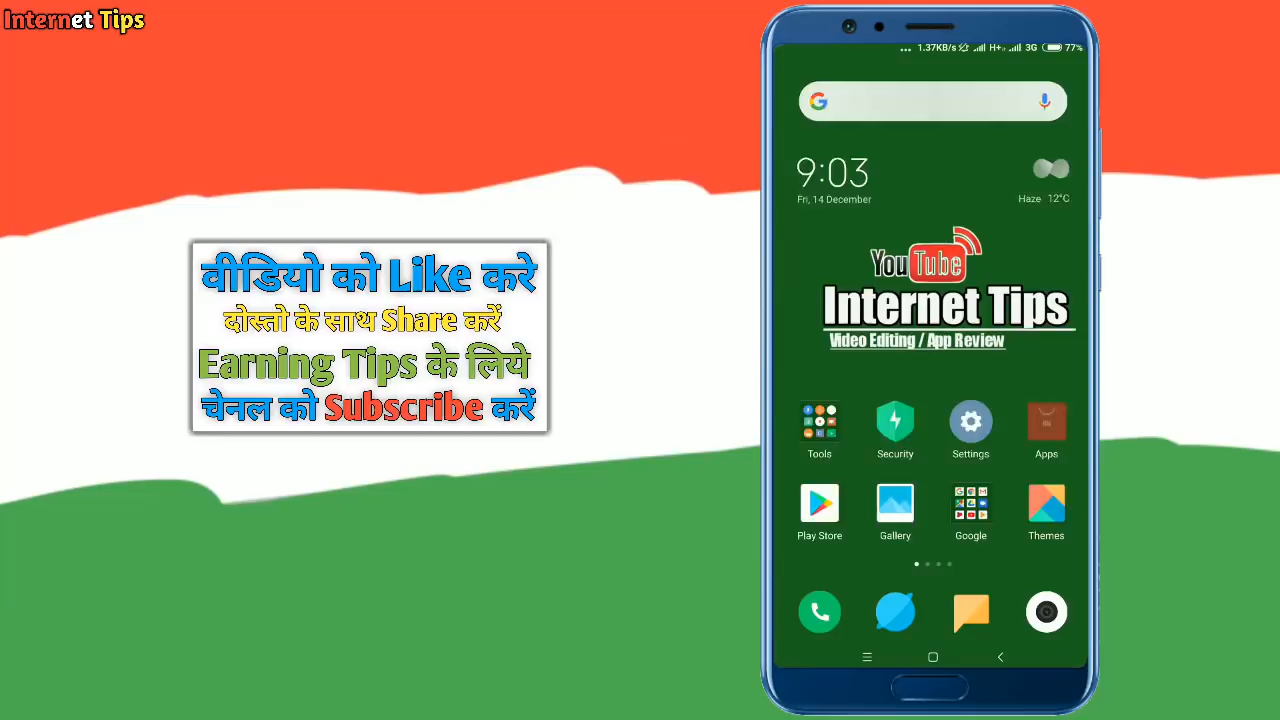 Internet Tips
वीडियो को Like करे
दोस्तो के साथ Share करें
Earning Tips के लिये
चेनल को Subscribe करें
... 1.37KB/s H+ 3G 77%
9:03
Fri, 14 December
Haze 12°C
YouTube
Internet Tips
Video Editing / App Review
Tools Security Settings Apps
Play Store Gallery Google Themes